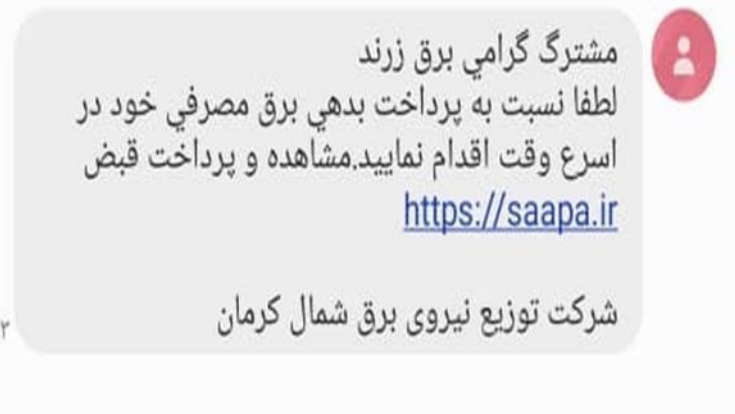 مشترگ گرامي برق زرند
لطفا نسبت به پرداخت بدهي برق مصرفي خود در
اسرع وقت اقدام نماييد.مشاهده و پرداخت قبض
https://saapa.ir
شرکت توزیع نیروی برق شمال کرمان
۳